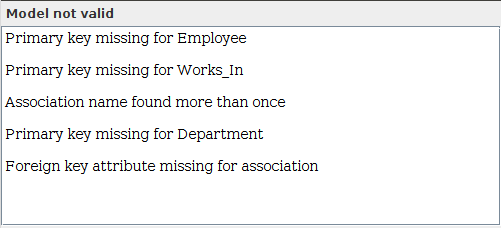 Model not valid
Primary key missing for Employee
Primary key missing for Works_In
Association name found more than once
Primary key missing for Department
Foreign key attribute missing for association